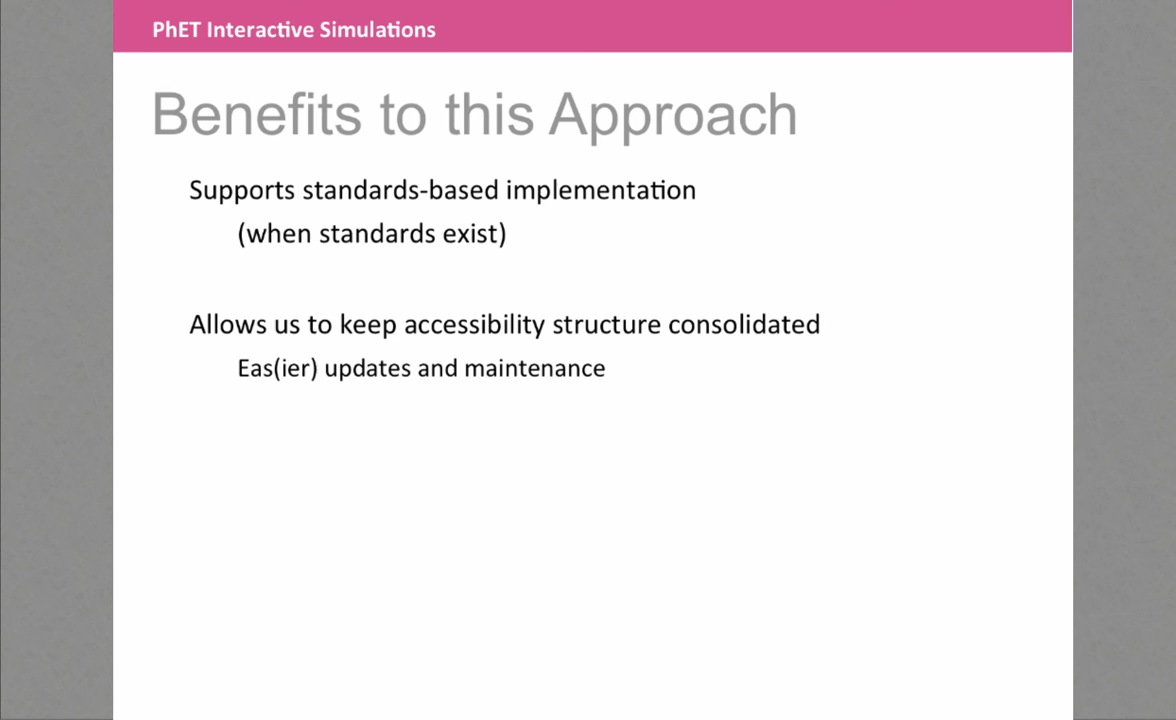 PhET Interactive Simulations
Benefits to this Approach
Supports standards-based implementation
(when standards exist)
Allows us to keep accessibility structure consolidated
Eas(ier) updates and maintenance